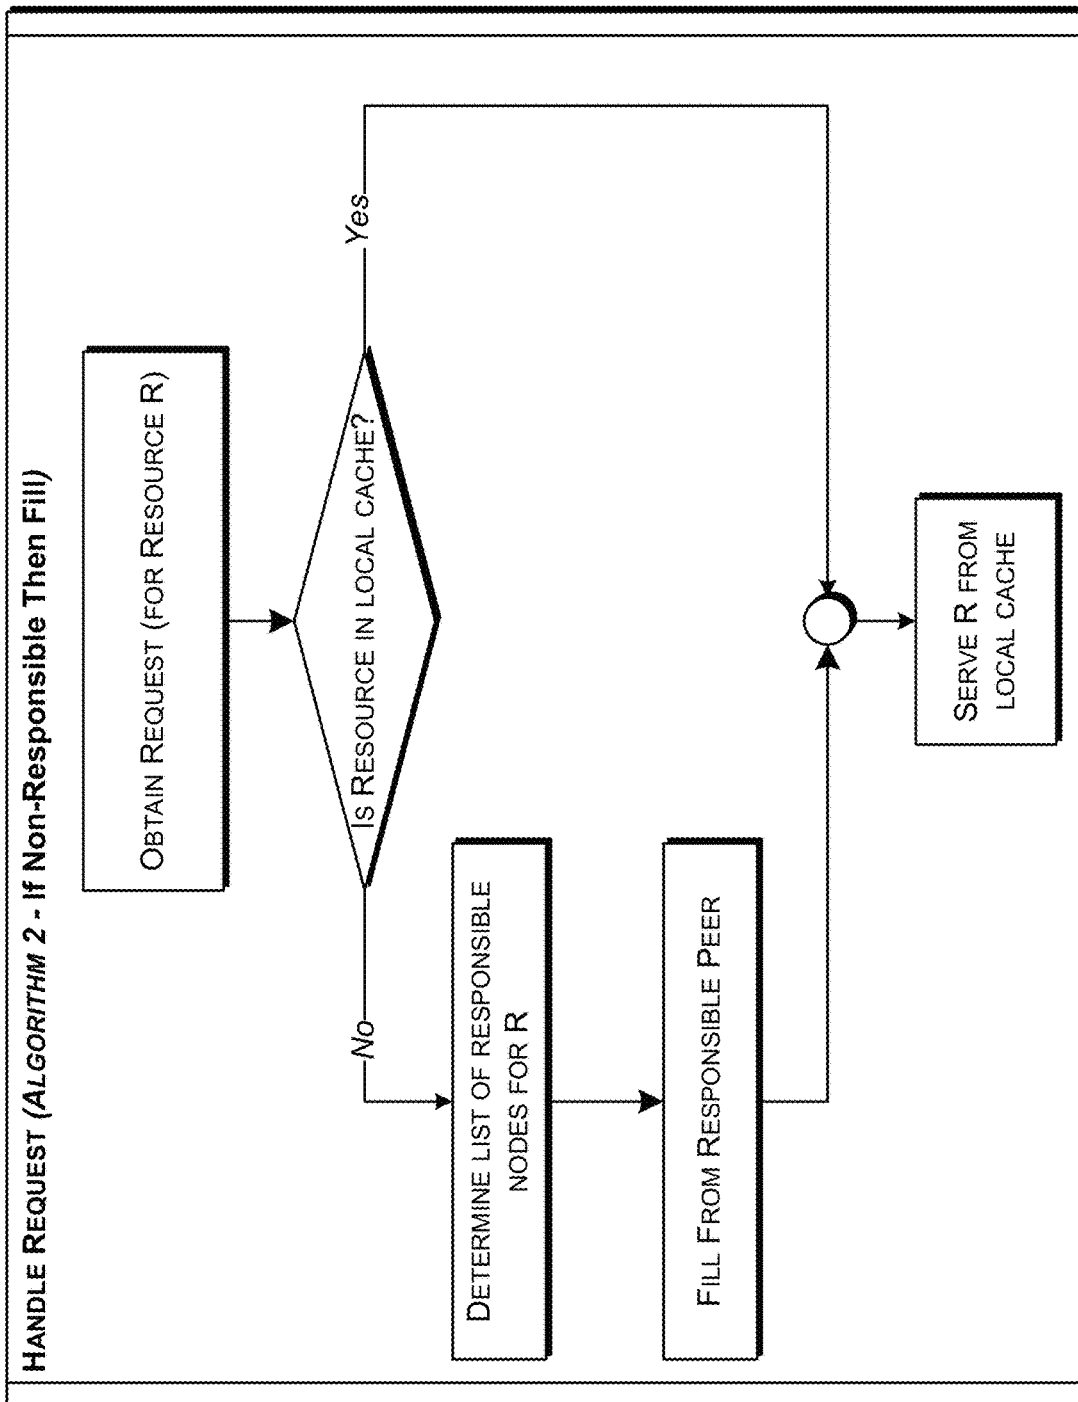 HANDLE REQUEST (ALGORITHM 2 - If Non-Responsible Then Fill)
OBTAIN REQUEST (FOR RESOURCE R)
IS RESOURCE IN LOCAL CACHE?
Yes
No
DETERMINE LIST OF RESPONSIBLE
NODES FOR R
FILL FROM RESPONSIBLE PEER
SERVE R FROM
LOCAL CACHE